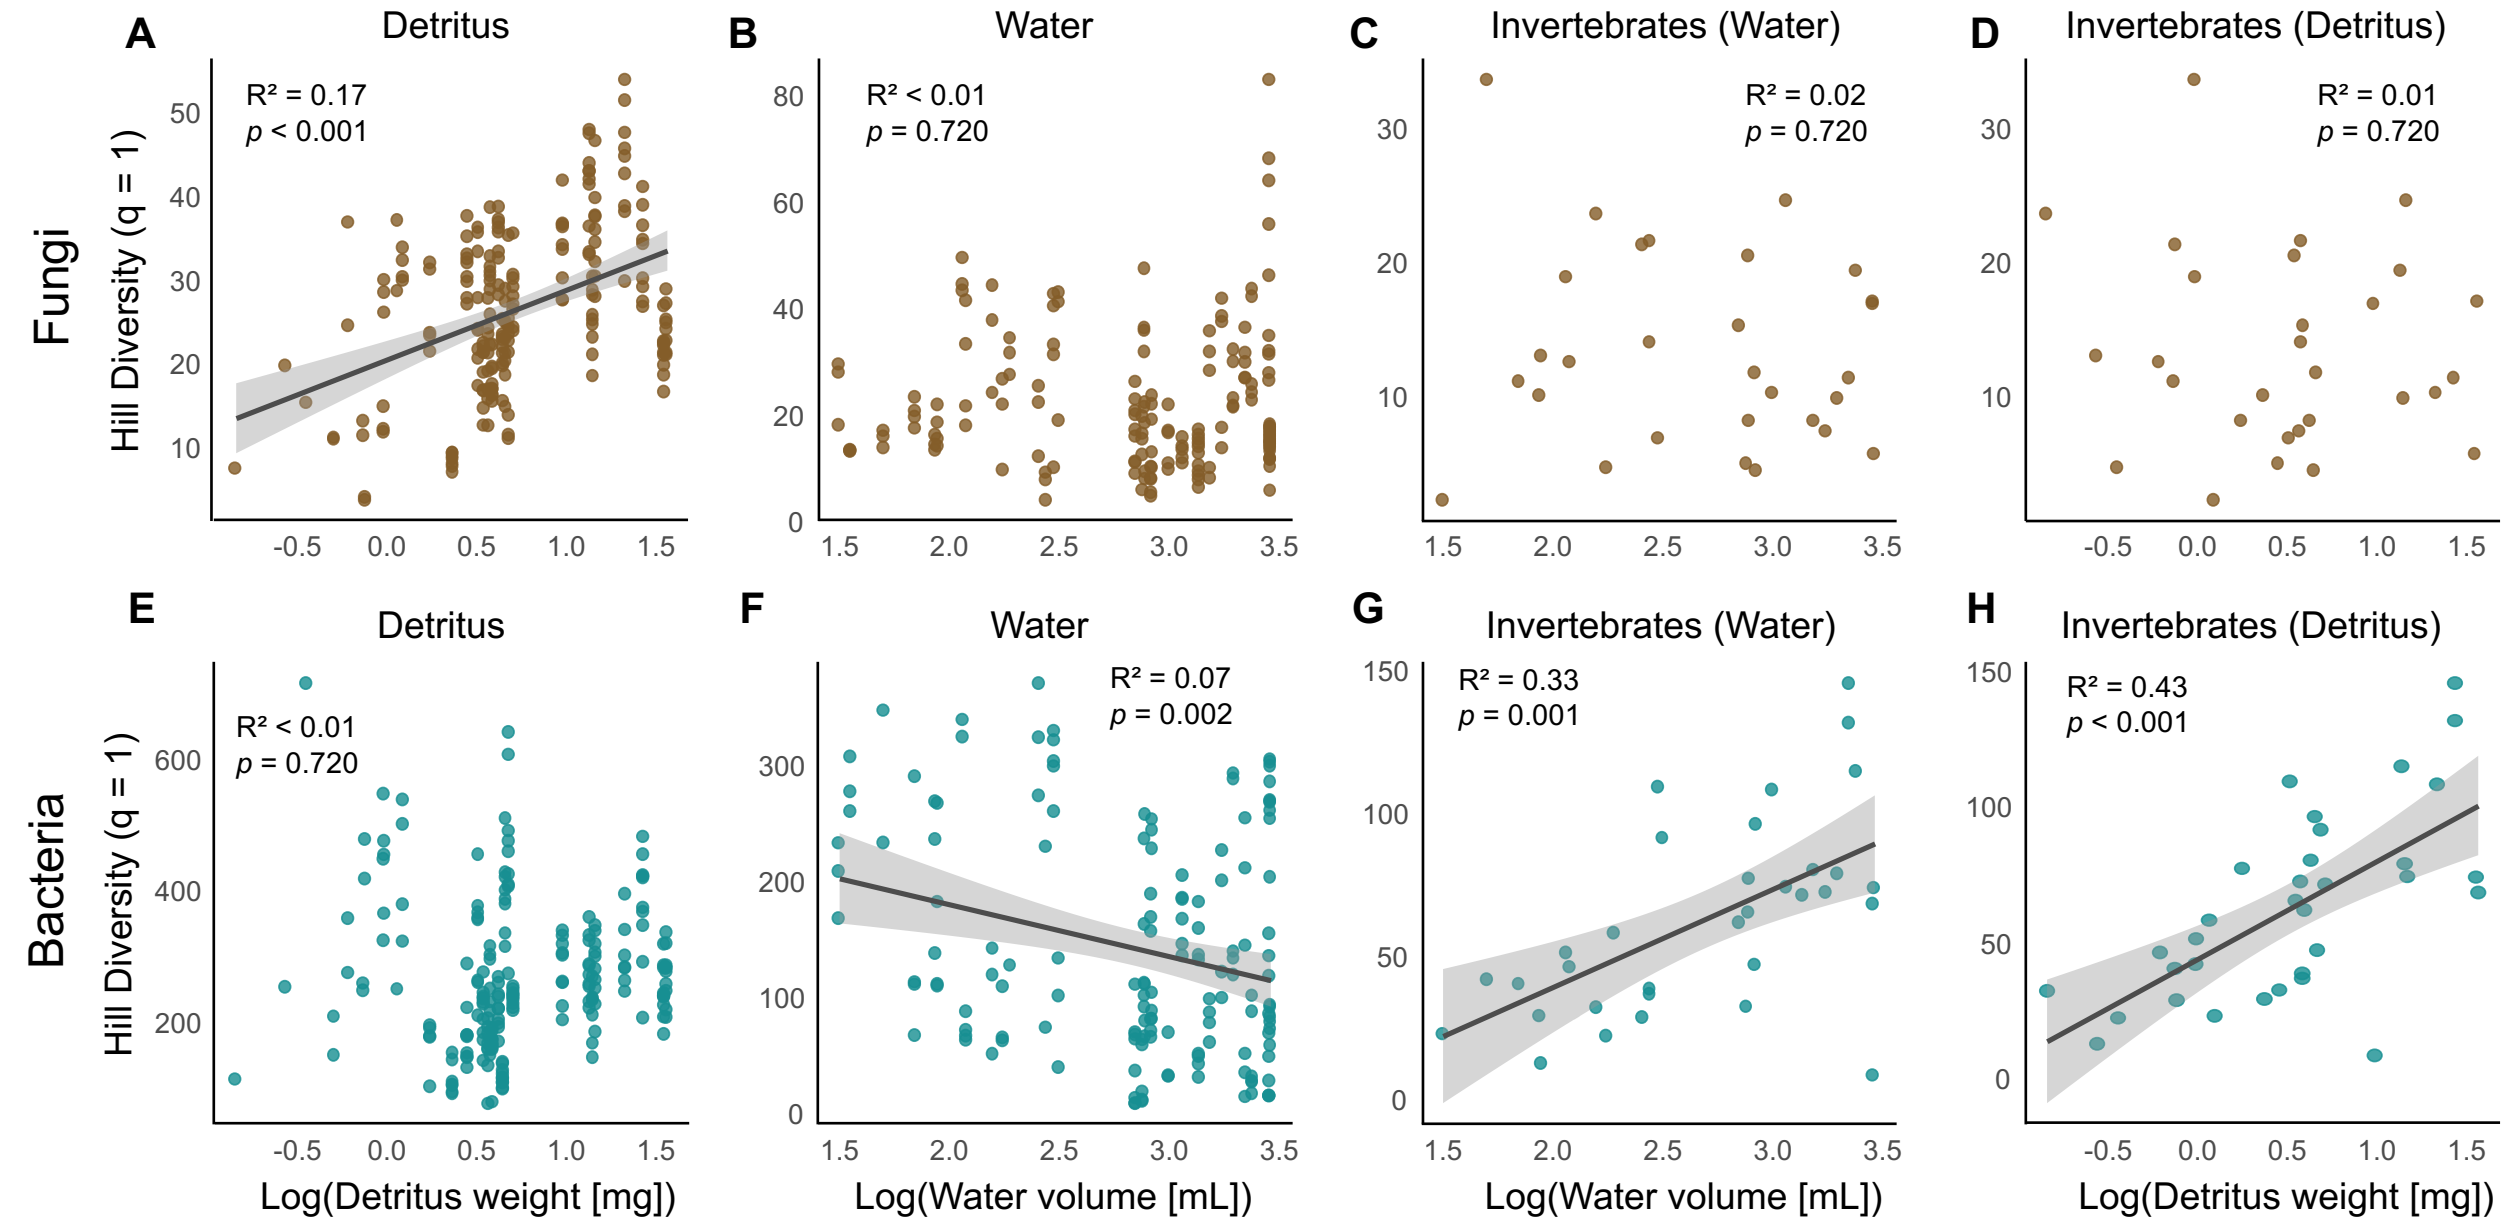 A Detritus
R² = 0.17
p < 0.001
50
40
30
20
10
-0.5 0.0 0.5 1.0 1.5
Fungi
Hill Diversity (q = 1)
B Water
R² < 0.01
p = 0.720
80
60
40
20
0
1.5 2.0 2.5 3.0 3.5
C Invertebrates (Water)
R² = 0.02
p = 0.720
30
20
10
1.5 2.0 2.5 3.0 3.5
D Invertebrates (Detritus)
R² = 0.01
p = 0.720
30
20
10
-0.5 0.0 0.5 1.0 1.5
E Detritus
R² < 0.01
p = 0.720
600
400
200
-0.5 0.0 0.5 1.0 1.5
Log(Detritus weight [mg])
Bacteria
Hill Diversity (q = 1)
F Water
R² = 0.07
p = 0.002
300
200
100
0
1.5 2.0 2.5 3.0 3.5
Log(Water volume [mL])
G Invertebrates (Water)
R² = 0.33
p = 0.001
150
100
50
0
1.5 2.0 2.5 3.0 3.5
Log(Water volume [mL])
H Invertebrates (Detritus)
R² = 0.43
p < 0.001
150
100
50
0
-0.5 0.0 0.5 1.0 1.5
Log(Detritus weight [mg])